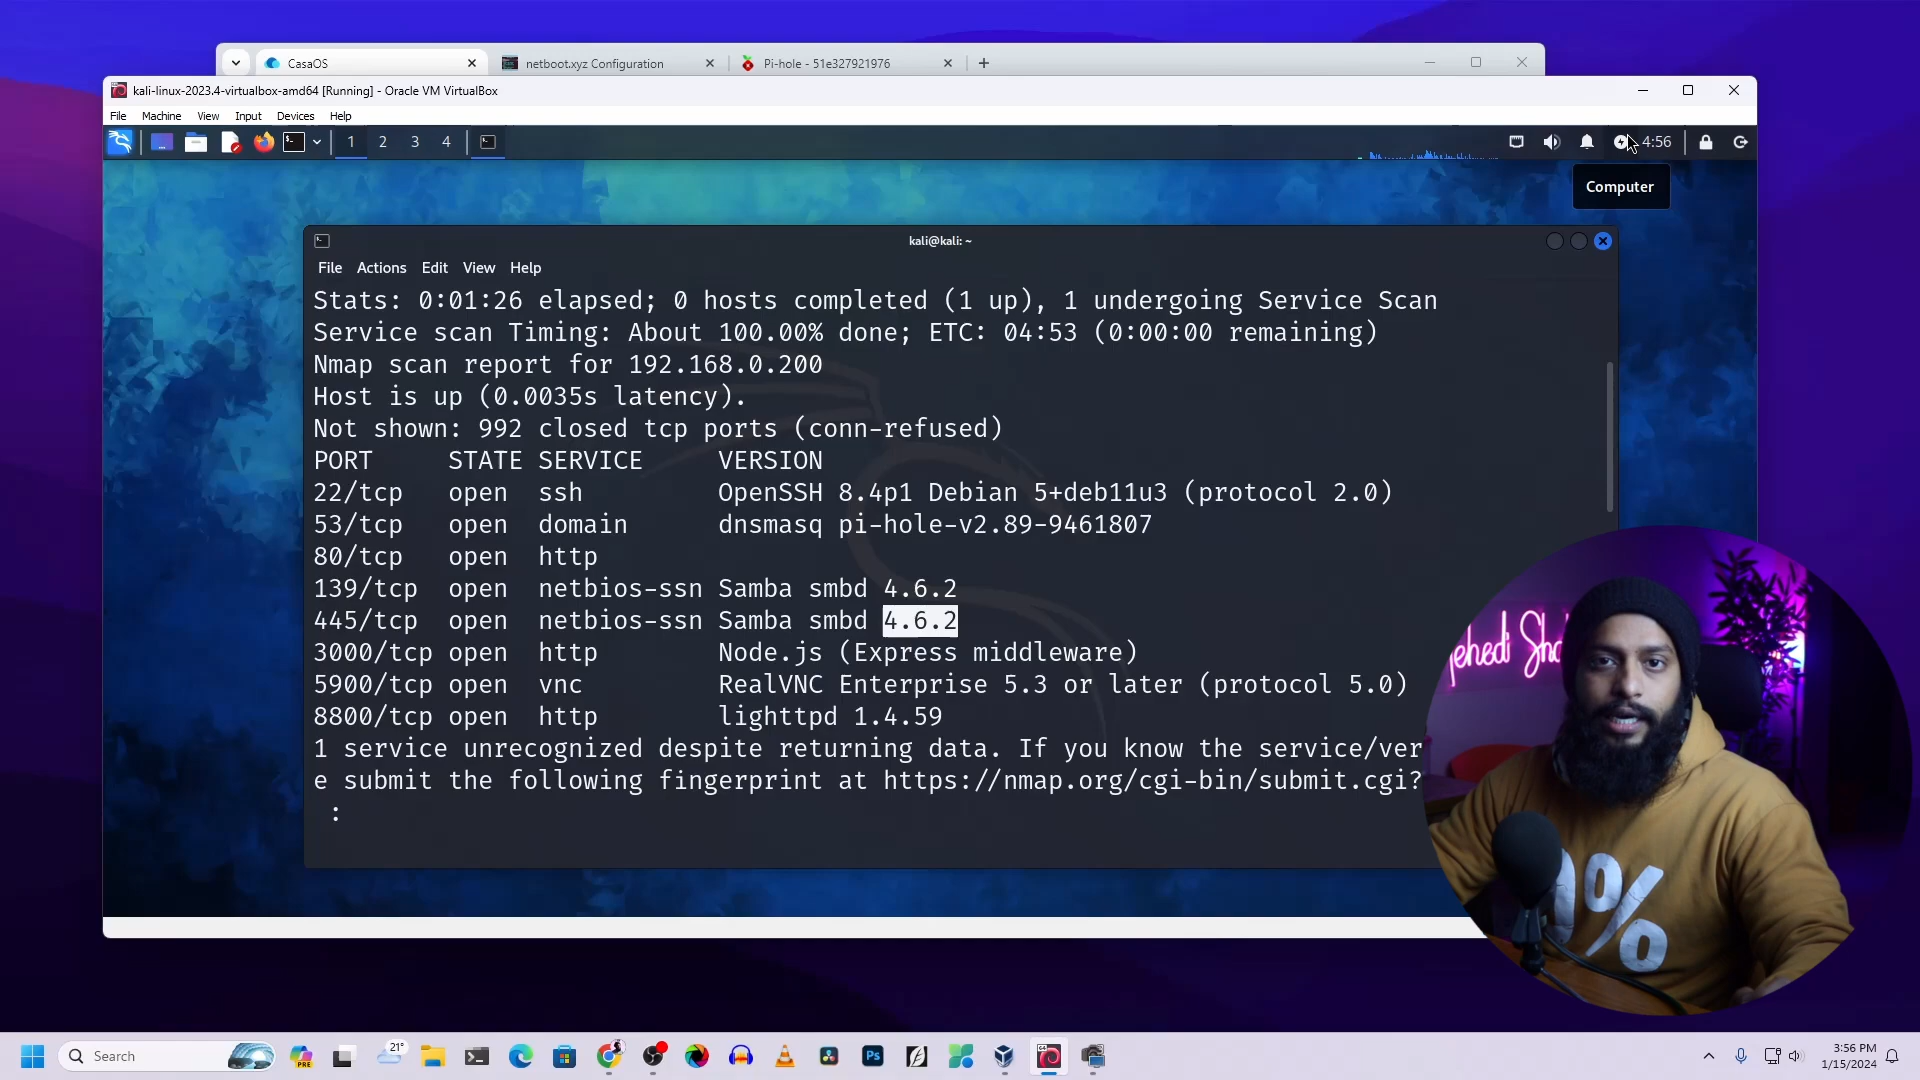 CasaOS
netboot.xyz Configuration
Pi-hole - 51e327921976
kali-linux-2023.4-virtualbox-amd64 [Running] - Oracle VM VirtualBox
File Machine View Input Devices Help
1 2 3 4
4:56
Computer
kali@kali: ~
File Actions Edit View Help
Stats: 0:01:26 elapsed; 0 hosts completed (1 up), 1 undergoing Service Scan
Service scan Timing: About 100.00% done; ETC: 04:53 (0:00:00 remaining)
Nmap scan report for 192.168.0.200
Host is up (0.0035s latency).
Not shown: 992 closed tcp ports (conn-refused)
PORT STATE SERVICE VERSION
22/tcp open ssh OpenSSH 8.4p1 Debian 5+deb11u3 (protocol 2.0)
53/tcp open domain dnsmasq pi-hole-v2.89-9461807
80/tcp open http
139/tcp open netbios-ssn Samba smbd 4.6.2
445/tcp open netbios-ssn Samba smbd 4.6.2
3000/tcp open http Node.js (Express middleware)
5900/tcp open vnc RealVNC Enterprise 5.3 or later (protocol 5.0)
8800/tcp open http lighttpd 1.4.59
1 service unrecognized despite returning data. If you know the service/ver
e submit the following fingerprint at https://nmap.org/cgi-bin/submit.cgi?
:
0%
Search
PRE
21°
Ps
3:56 PM
1/15/2024